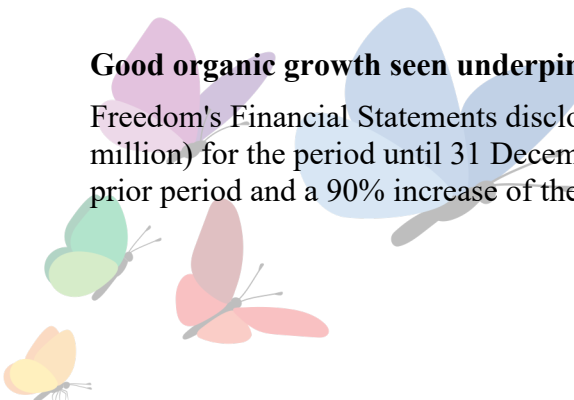 Good organic growth seen underpin
Freedom's Financial Statements disclo
million) for the period until 31 Decem
prior period and a 90% increase of the